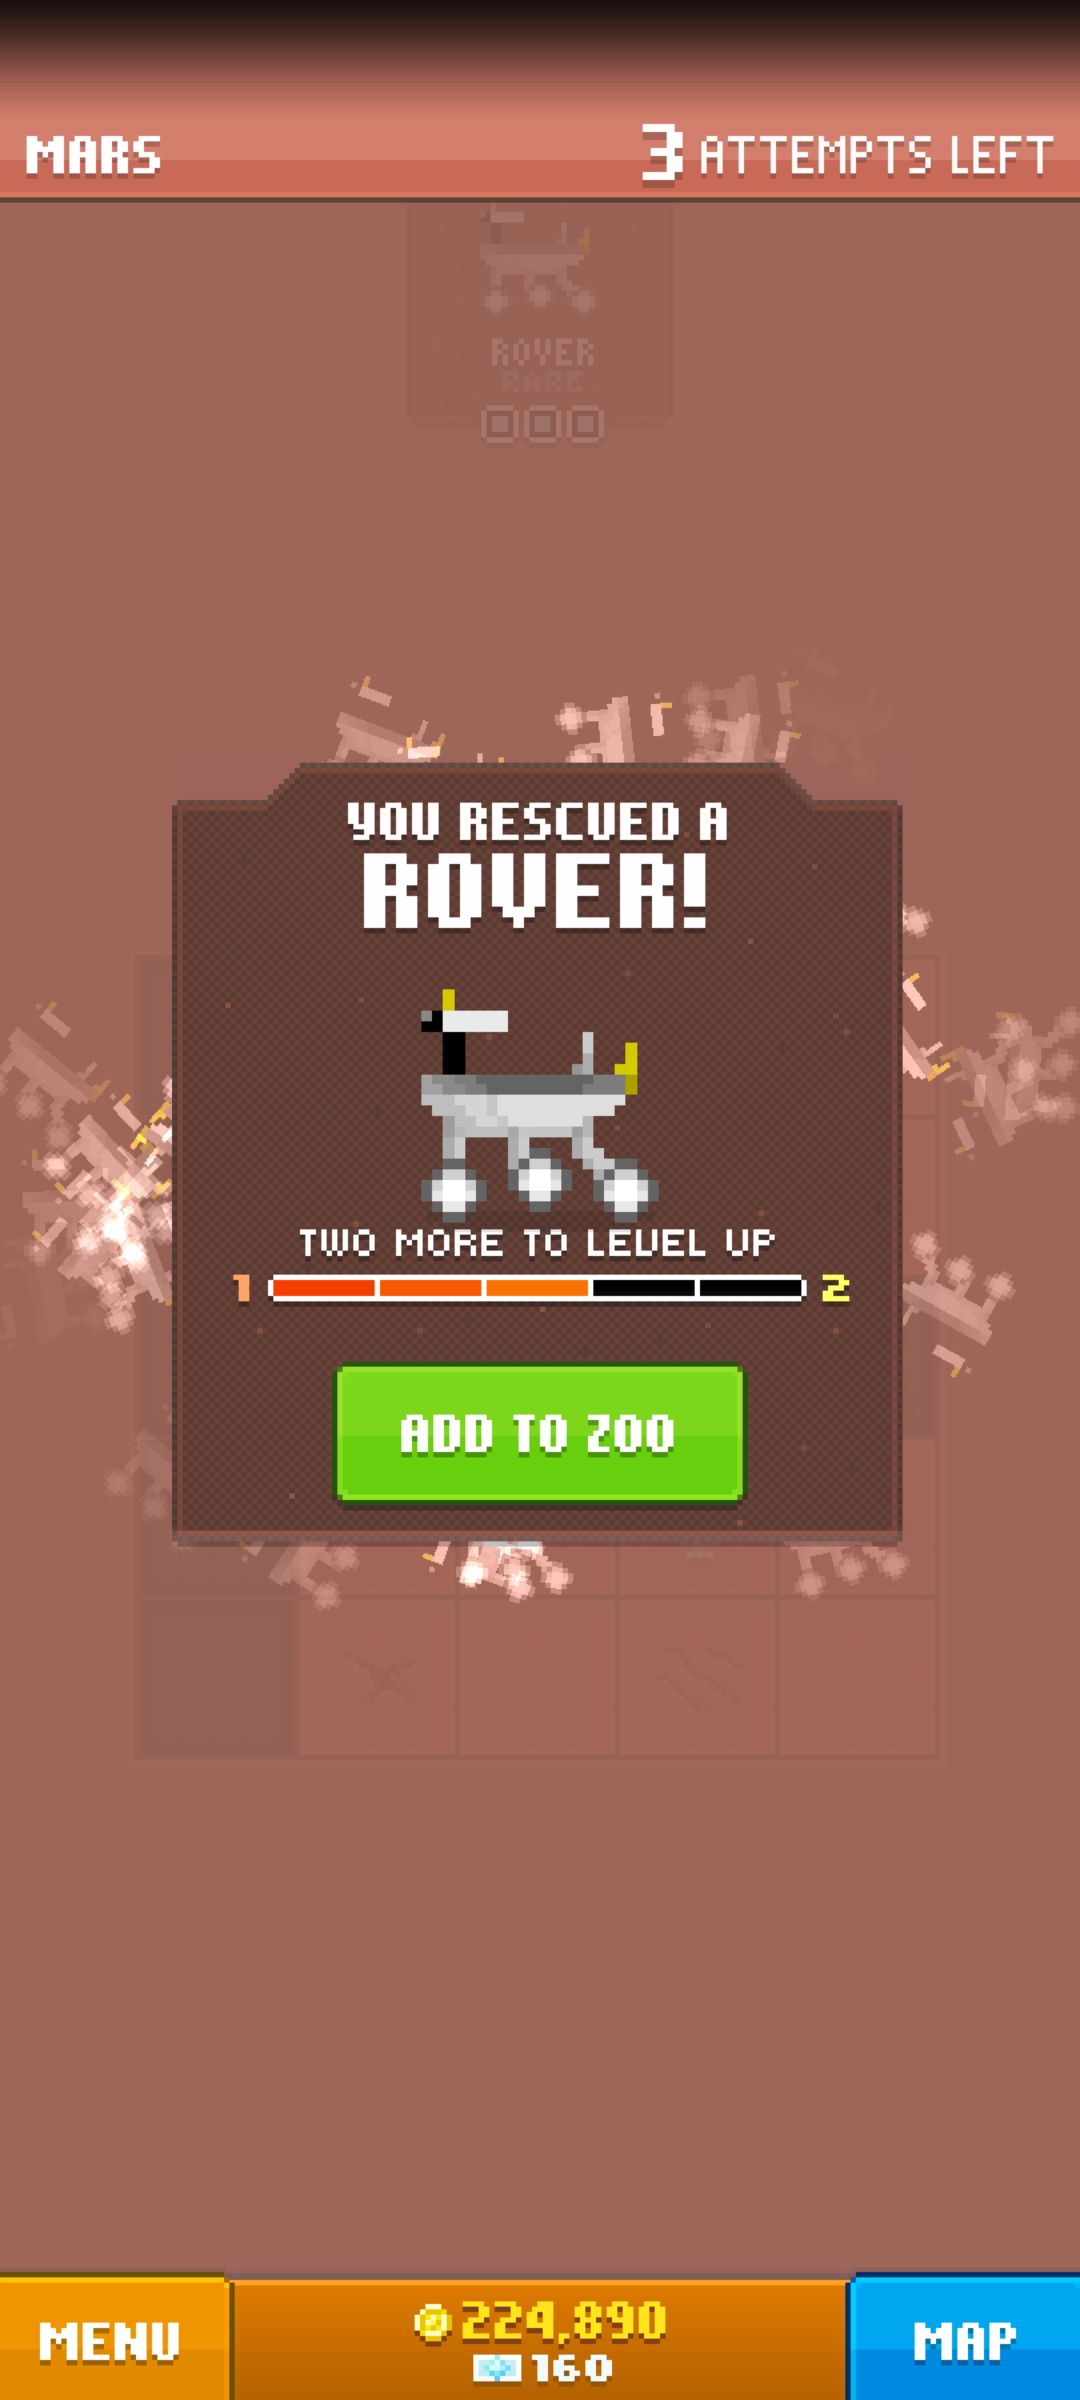 MARS
3 ATTEMPTS LEFT
ROVER
RARE
YOU RESCUED A
ROVER!
TWO MORE TO LEVEL UP
1 2
ADD TO ZOO
MENU
224,890
160
MAP